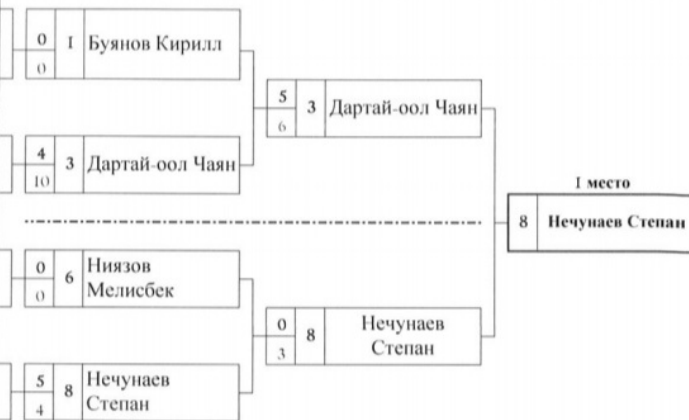 0
0
1
Буянов Кирилл
5
6
3
Дартай-оол Чаян
4
10
3
Дартай-оол Чаян
I место
8
Нечунаев Степан
0
0
6
Ниязов
Мелисбек
0
3
8
Нечунаев
Степан
5
4
8
Нечунаев
Степан